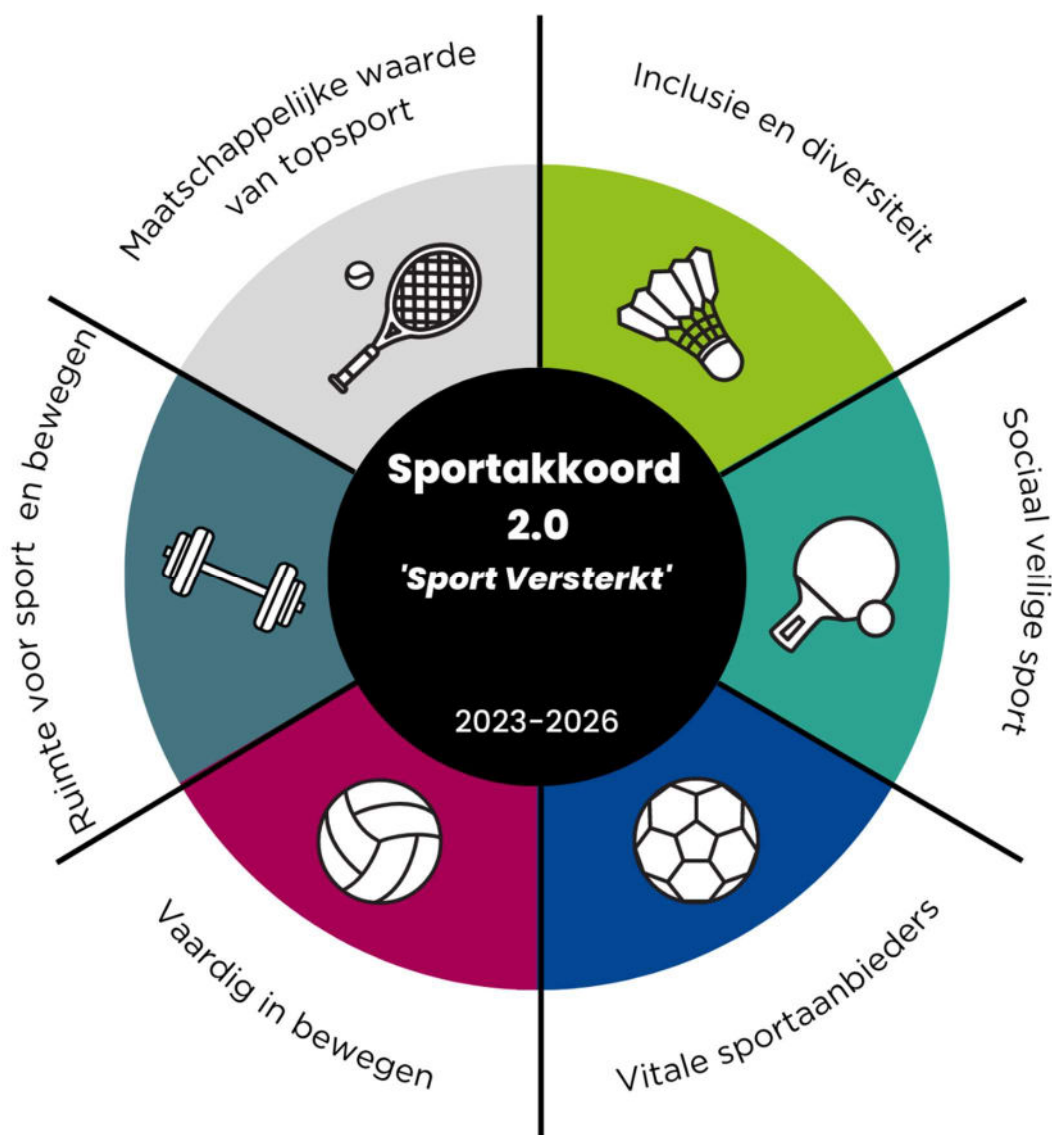 Maatschappelijke waarde
van topsport
Inclusie en diversiteit
Sociaal veilige sport
Vitale sportaanbieders
Vaardig in bewegen
Ruimte voor sport en bewegen
Sportakkoord
2.0
'Sport Versterkt'
2023-2026